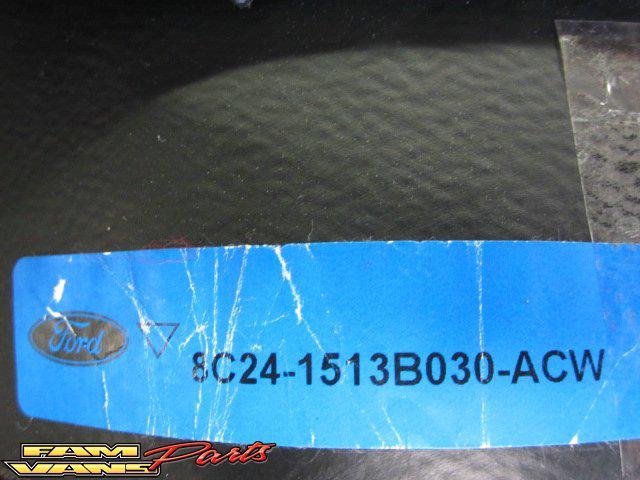 Ford
8C24-1513B030-ACW
FAM
VANS Parts